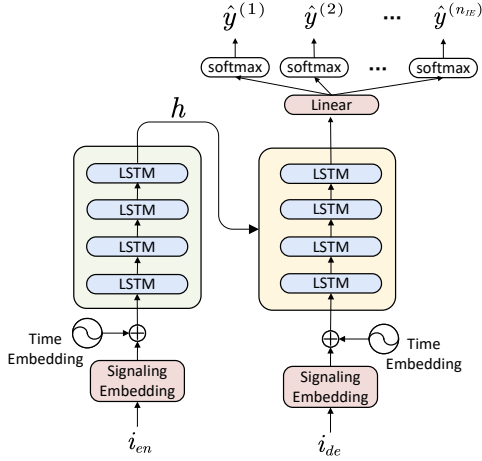 ŷ^(1) ŷ^(2) ... ŷ^(n_IE)
softmax softmax ... softmax
Linear
h
LSTM
LSTM
LSTM
LSTM
LSTM
LSTM
LSTM
LSTM
Time
Embedding
Signaling
Embedding
Signaling
Embedding
Time
Embedding
i_en
i_de